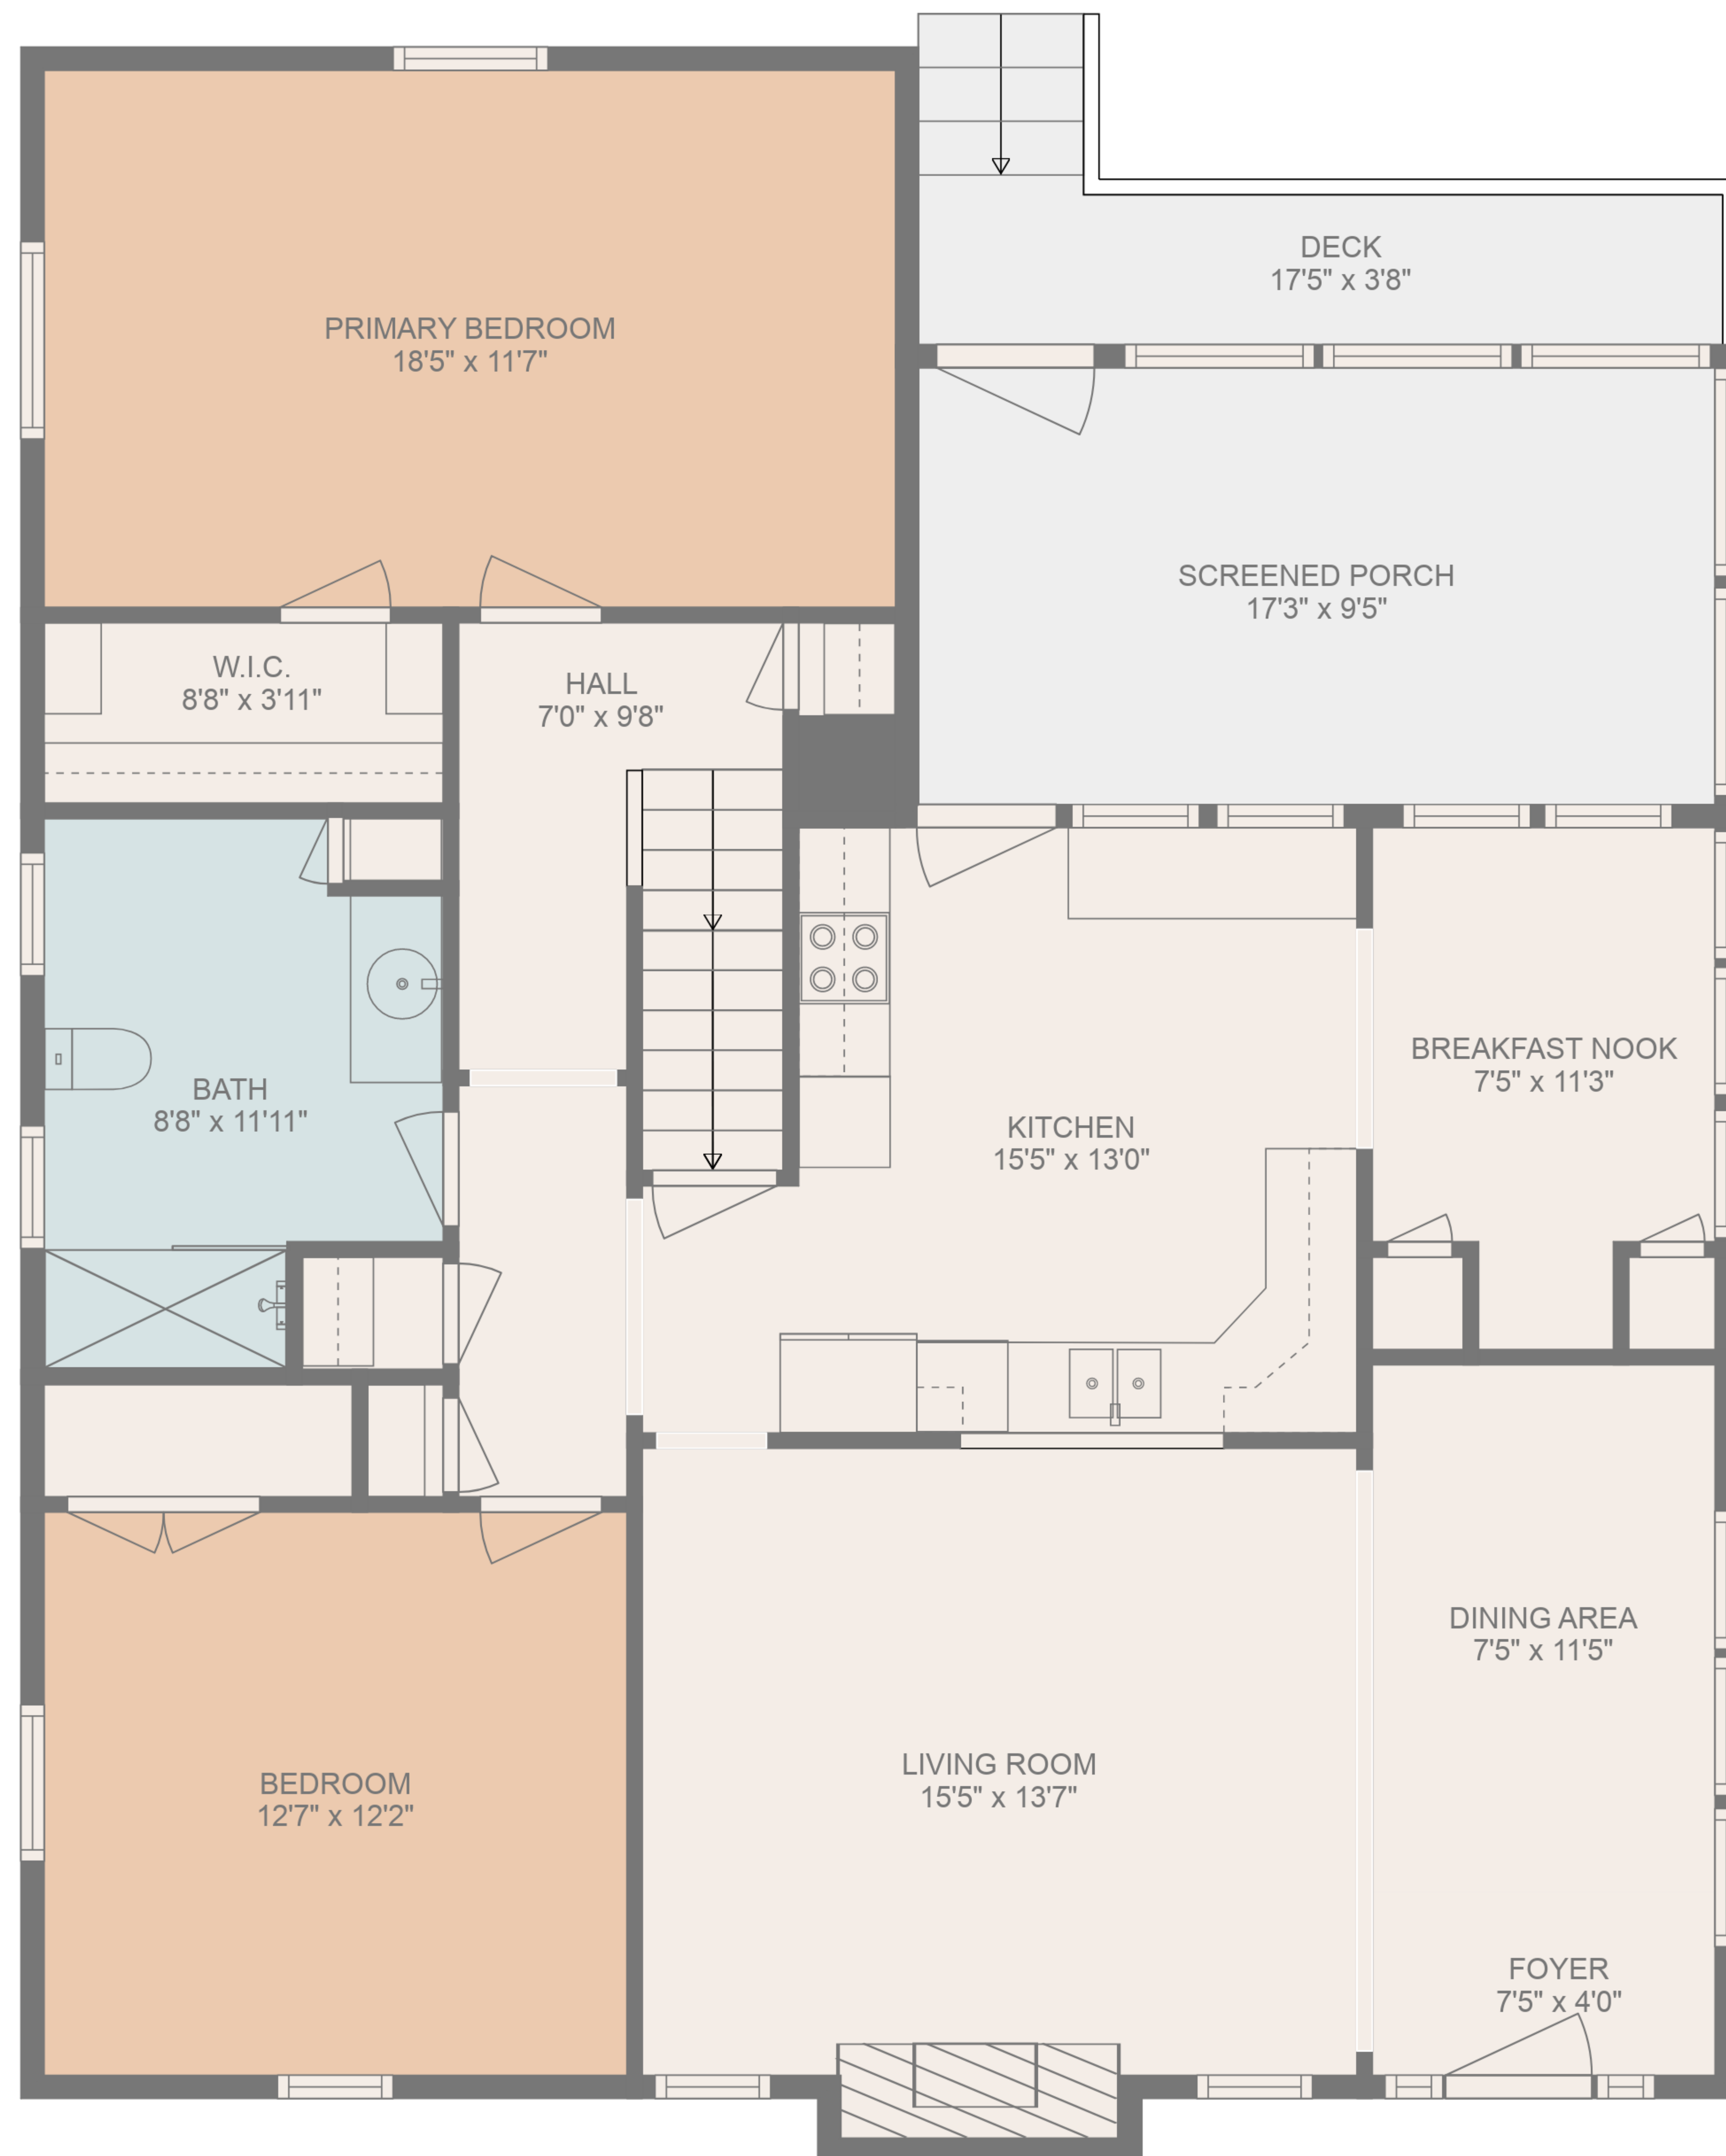 DECK
17'5" x 3'8"
PRIMARY BEDROOM
18'5" x 11'7"
SCREENED PORCH
17'3" x 9'5"
W.I.C.
8'8" x 3'11"
HALL
7'0" x 9'8"
BREAKFAST NOOK
7'5" x 11'3"
BATH
8'8" x 11'11"
KITCHEN
15'5" x 13'0"
DINING AREA
7'5" x 11'5"
LIVING ROOM
15'5" x 13'7"
BEDROOM
12'7" x 12'2"
FOYER
7'5" x 4'0"